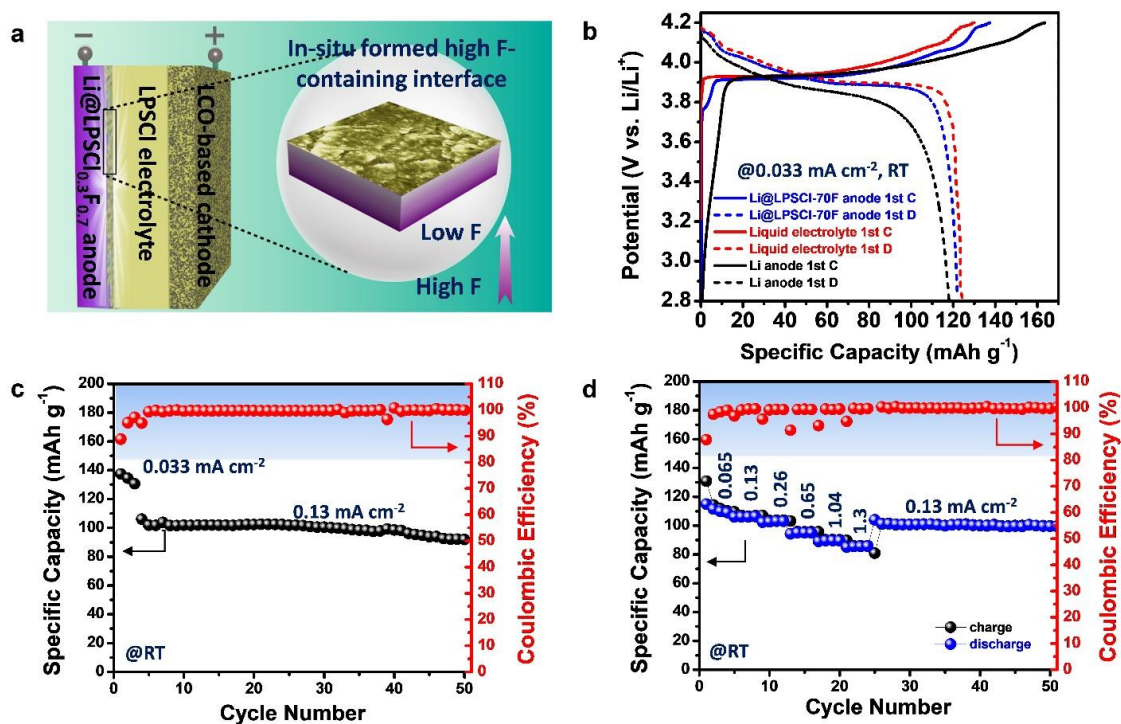 a
−
+
Li@LPSCl0.3F0.7 anode
LPSCl electrolyte
LCO-based cathode
In-situ formed high F-
containing interface
Low F
High F
b
4.2
4.0
3.8
3.6
3.4
3.2
3.0
2.8
Potential (V vs. Li/Li+)
@0.033 mA cm-2, RT
Li@LPSCl-70F anode 1st C
Li@LPSCl-70F anode 1st D
Liquid electrolyte 1st C
Liquid electrolyte 1st D
Li anode 1st C
Li anode 1st D
0 20 40 60 80 100 120 140 160
Specific Capacity (mAh g-1)
c
200
180
160
140
120
100
80
60
40
20
0
Specific Capacity (mAh g-1)
0.033 mA cm-2
0.13 mA cm-2
@RT
110
100
90
80
70
60
50
40
30
20
10
0
Coulombic Efficiency (%)
0 10 20 30 40 50
Cycle Number
d
200
180
160
140
120
100
80
60
40
20
0
Specific Capacity (mAh g-1)
0.065
0.13
0.26
0.65
1.04
1.3
0.13 mA cm-2
charge
discharge
@RT
110
100
90
80
70
60
50
40
30
20
10
0
Coulombic Efficiency (%)
0 10 20 30 40 50
Cycle Number